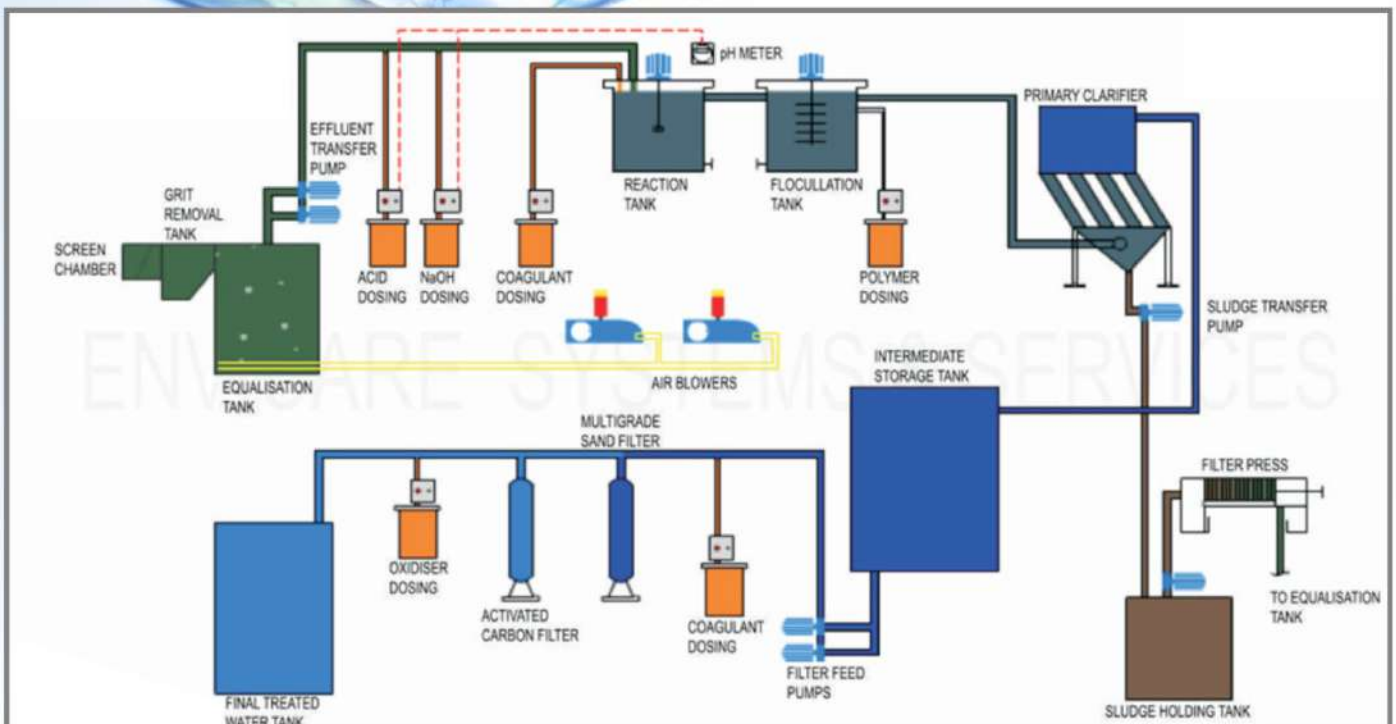 pH METER
PRIMARY CLARIFIER
EFFLUENT
TRANSFER
PUMP
GRIT
REMOVAL
TANK
REACTION
TANK
FLOCULLATION
TANK
SCREEN
CHAMBER
ACID
DOSING
NaOH
DOSING
COAGULANT
DOSING
POLYMER
DOSING
SLUDGE TRANSFER
PUMP
ENVICARE SYSTEMS & SERVICES
EQUALISATION
TANK
AIR BLOWERS
INTERMEDIATE
STORAGE TANK
MULTIGRADE
SAND FILTER
FILTER PRESS
OXIDISER
DOSING
ACTIVATED
CARBON FILTER
COAGULANT
DOSING
TO EQUALISATION
TANK
FILTER FEED
PUMPS
FINAL TREATED
WATER TANK
SLUDGE HOLDING TANK